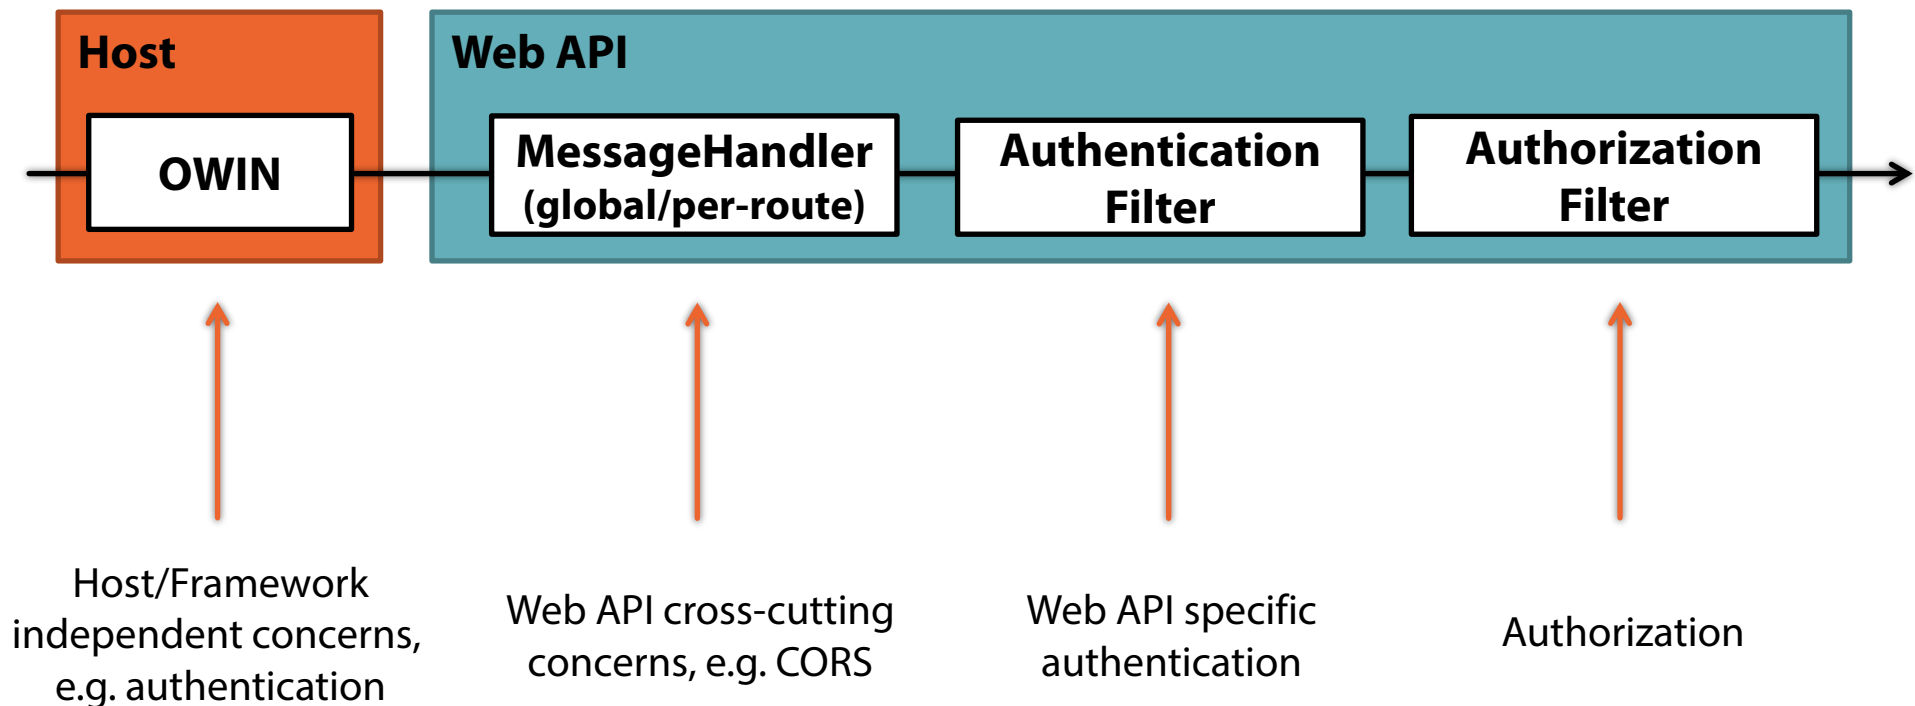 Host
Web API
OWIN
MessageHandler
(global/per-route)
Authentication
Filter
Authorization
Filter
Host/Framework
independent concerns,
e.g. authentication
Web API cross-cutting
concerns, e.g. CORS
Web API specific
authentication
Authorization